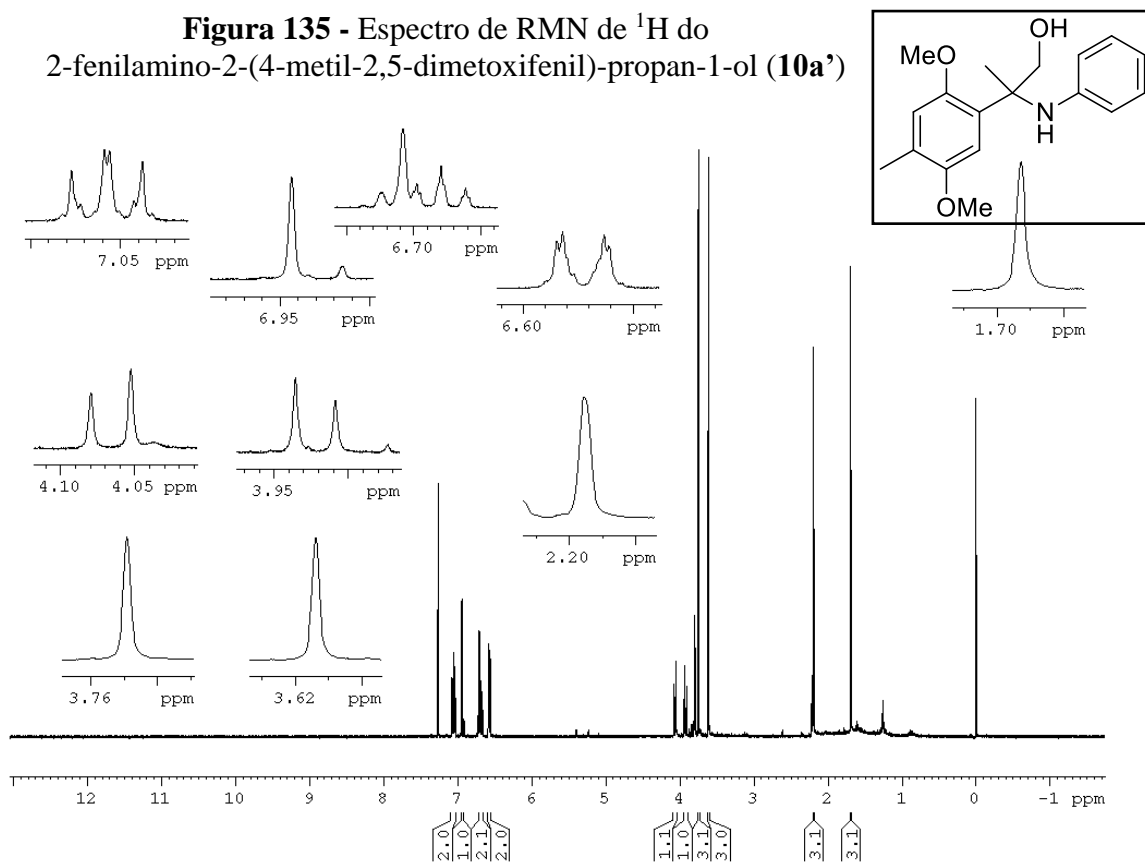 Figura 135 - Espectro de RMN de ¹H do
2-fenilamino-2-(4-metil-2,5-dimetoxifenil)-propan-1-ol (10a’)
OH
MeO
N
H
OMe
7.05 ppm
6.95 ppm
6.70 ppm
6.60 ppm
1.70 ppm
4.10 4.05 ppm
3.95 ppm
2.20 ppm
3.76 ppm
3.62 ppm
12 11 10 9 8 7 6 5 4 3 2 1 0 -1 ppm
2.0 1.0 2.1 2.0 1.1 1.0 3.1 3.0 3.1 3.1